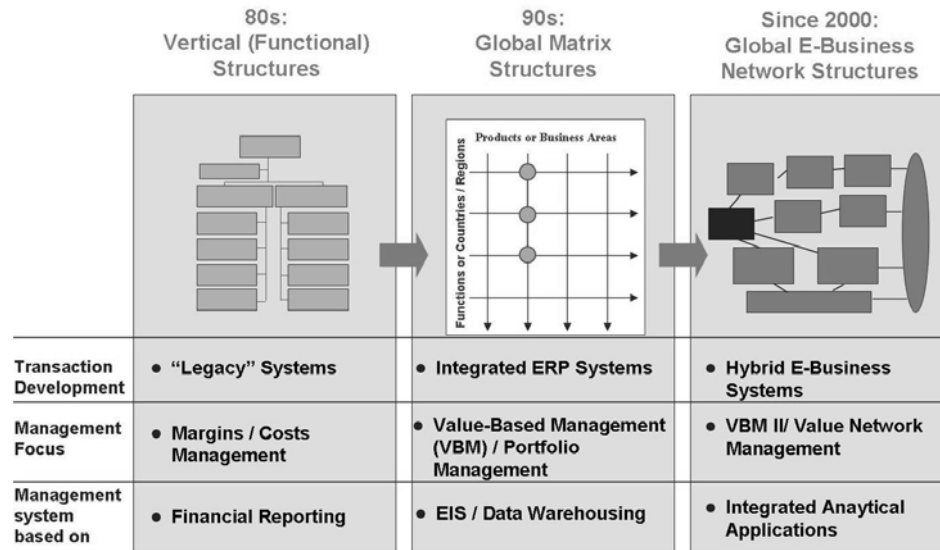 80s:
Vertical (Functional)
Structures
90s:
Global Matrix
Structures
Since 2000:
Global E-Business
Network Structures
Products or Business Areas
Functions or Countries / Regions
Transaction
Development
● “Legacy” Systems
● Integrated ERP Systems
● Hybrid E-Business
Systems
Management
Focus
● Margins / Costs
Management
● Value-Based Management
(VBM) / Portfolio
Management
● VBM II/ Value Network
Management
Management
system
based on
● Financial Reporting
● EIS / Data Warehousing
● Integrated Anaytical
Applications